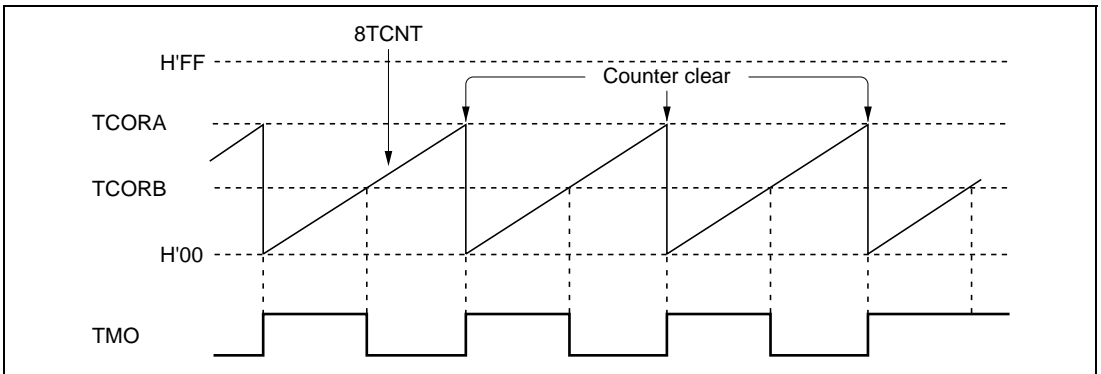 8TCNT
H'FF
Counter clear
TCORA
TCORB
H'00
TMO